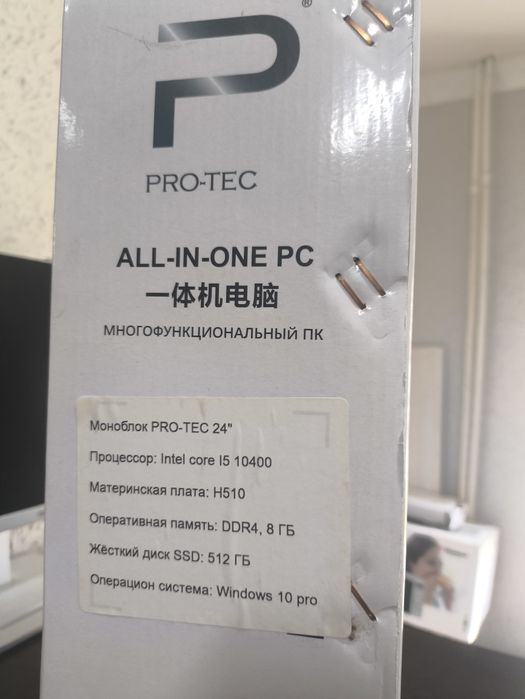 P®
PRO-TEC
ALL-IN-ONE PC
一体机电脑
МНОГОФУНКЦИОНАЛЬНЫЙ ПК
Моноблок PRO-TEC 24"
Процессор: Intel core I5 10400
Материнская плата: H510
Оперативная память: DDR4, 8 ГБ
Жёсткий диск SSD: 512 ГБ
Операцион система: Windows 10 pro